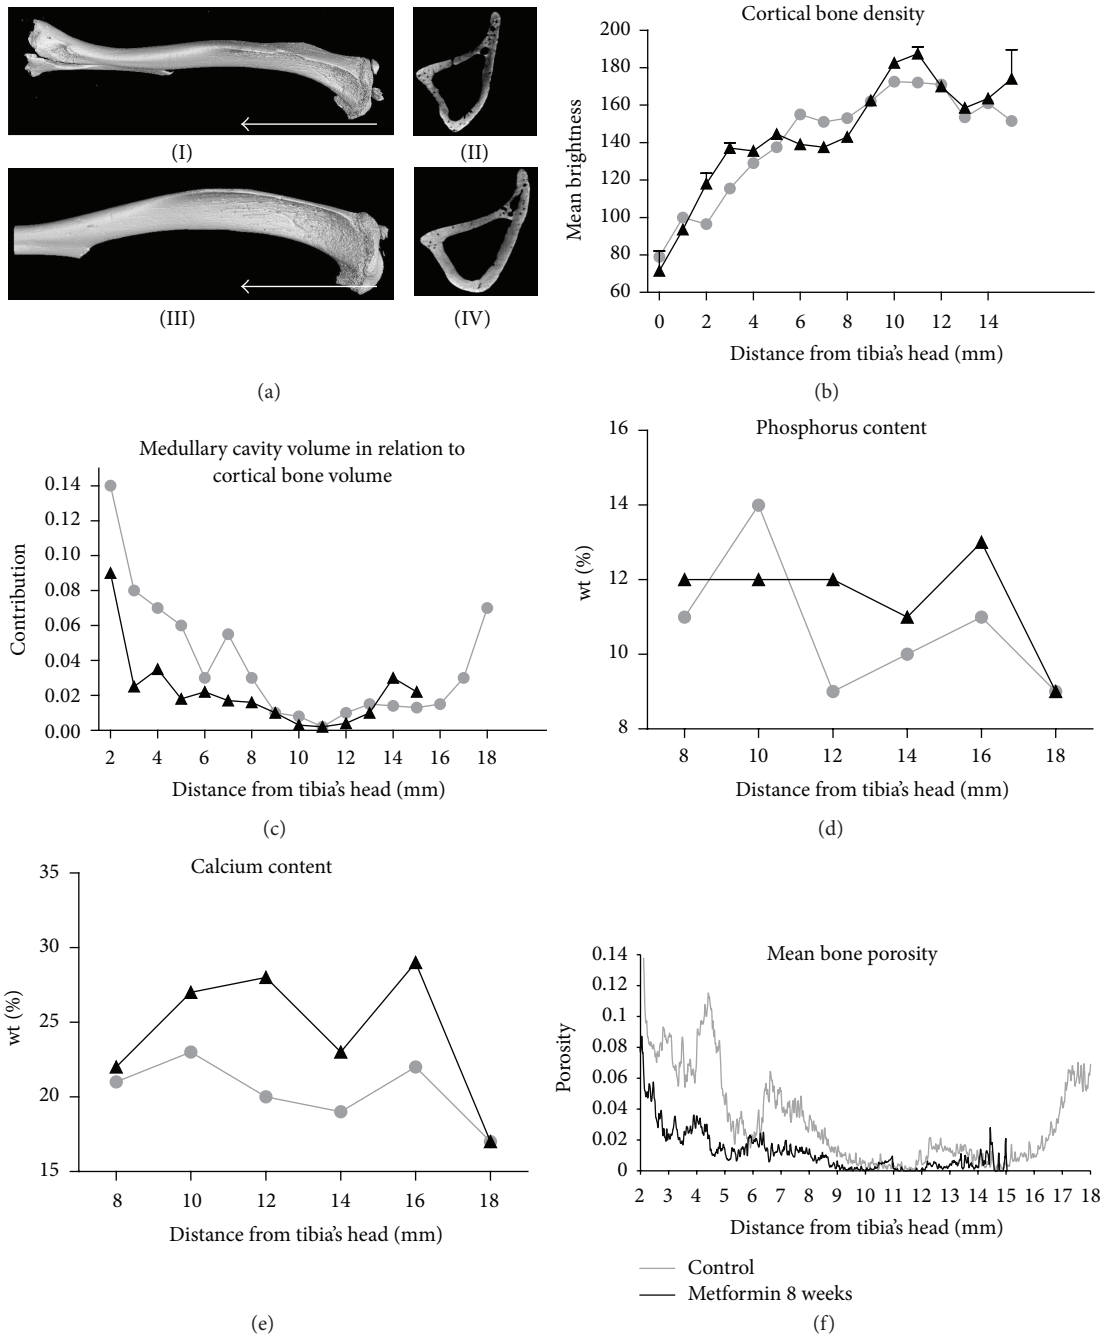 (I)
(II)
(III)
(IV)
(a)
Cortical bone density
200
180
160
140
120
100
80
60
Mean brightness
0 2 4 6 8 10 12 14
Distance from tibia's head (mm)
(b)
Medullary cavity volume in relation to
cortical bone volume
0.14
0.12
0.10
0.08
0.06
0.04
0.02
0.00
Contribution
2 4 6 8 10 12 14 16 18
Distance from tibia's head (mm)
(c)
Phosphorus content
16
14
12
10
8
wt (%)
8 10 12 14 16 18
Distance from tibia's head (mm)
(d)
Calcium content
35
30
25
20
15
wt (%)
8 10 12 14 16 18
Distance from tibia's head (mm)
(e)
Mean bone porosity
0.14
0.12
0.1
0.08
0.06
0.04
0.02
0
Porosity
2 3 4 5 6 7 8 9 10 11 12 13 14 15 16 17 18
Distance from tibia's head (mm)
Control
Metformin 8 weeks
(f)